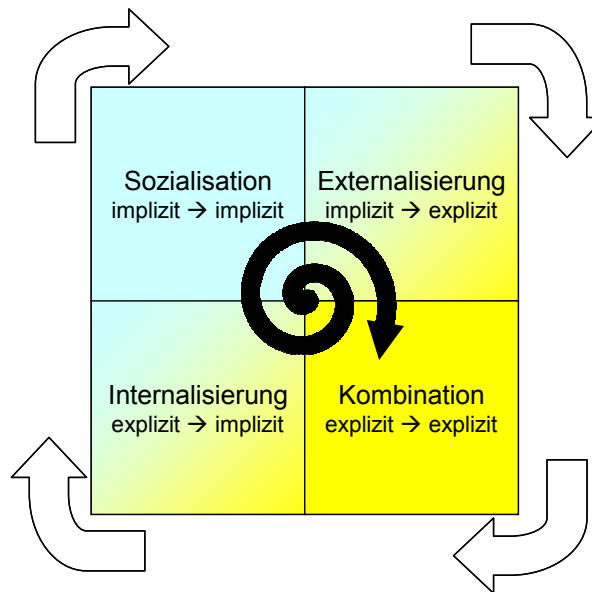 Sozialisation
implizit → implizit
Externalisierung
implizit → explizit
Internalisierung
explizit → implizit
Kombination
explizit → explizit